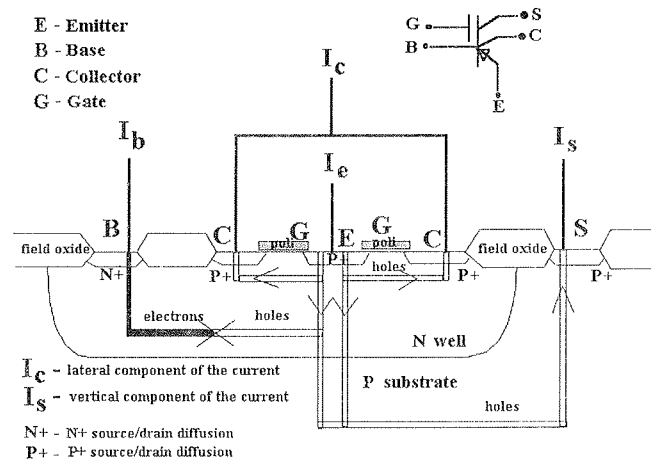 E - Emitter
B - Base
C - Collector
G - Gate
G
S
B
C
E
Ic
Ib
Ie
Is
B
C
G
E
G
C
S
field oxide
poli
poli
field oxide
N+
P+
P+
holes
P+
P+
electrons
holes
N well
Ic - lateral component of the current
P substrate
Is - vertical component of the current
holes
N+ - N+ source/drain diffusion
P+ - P+ source/drain diffusion